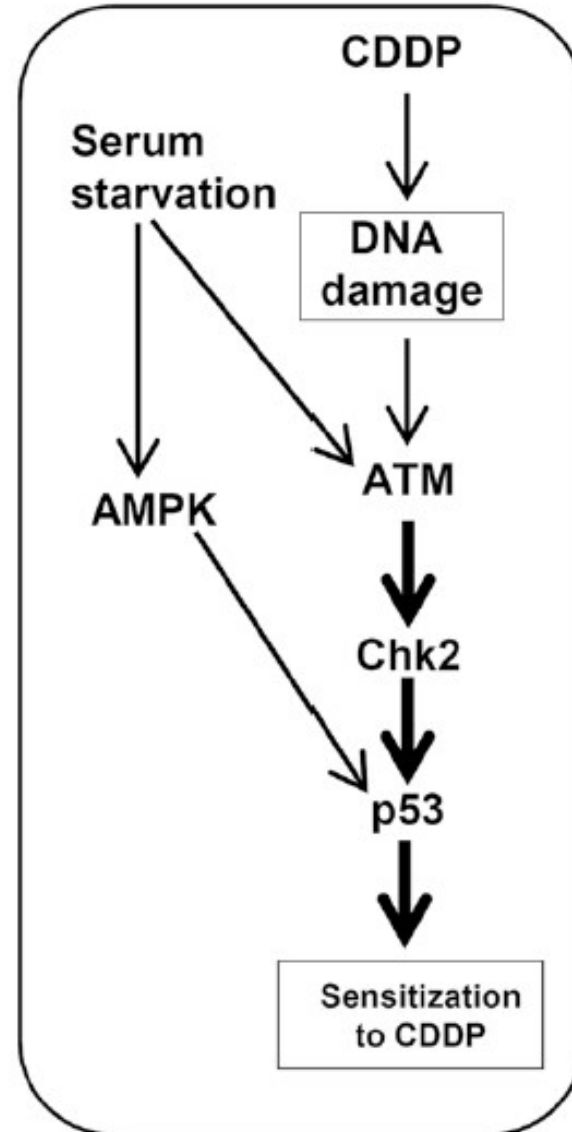 CDDP
Serum
starvation
DNA
damage
AMPK
ATM
Chk2
p53
Sensitization
to CDDP